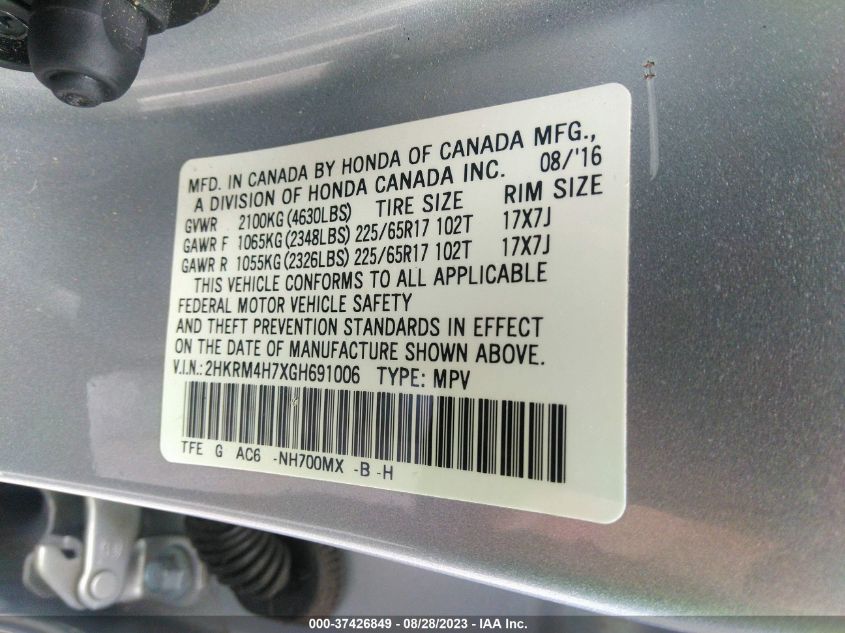 MFD. IN CANADA BY HONDA OF CANADA MFG.,
A DIVISION OF HONDA CANADA INC. 08/'16
GVWR 2100KG (4630LBS) TIRE SIZE RIM SIZE
GAWR F 1065KG (2348LBS) 225/65R17 102T 17X7J
GAWR R 1055KG (2326LBS) 225/65R17 102T 17X7J
THIS VEHICLE CONFORMS TO ALL APPLICABLE
FEDERAL MOTOR VEHICLE SAFETY
AND THEFT PREVENTION STANDARDS IN EFFECT
ON THE DATE OF MANUFACTURE SHOWN ABOVE.
V.I.N.: 2HKRM4H7XGH691006 TYPE: MPV
TFE G AC6 -NH700MX -B -H
000-37426849 / 08/28/2023 - IAA Inc.